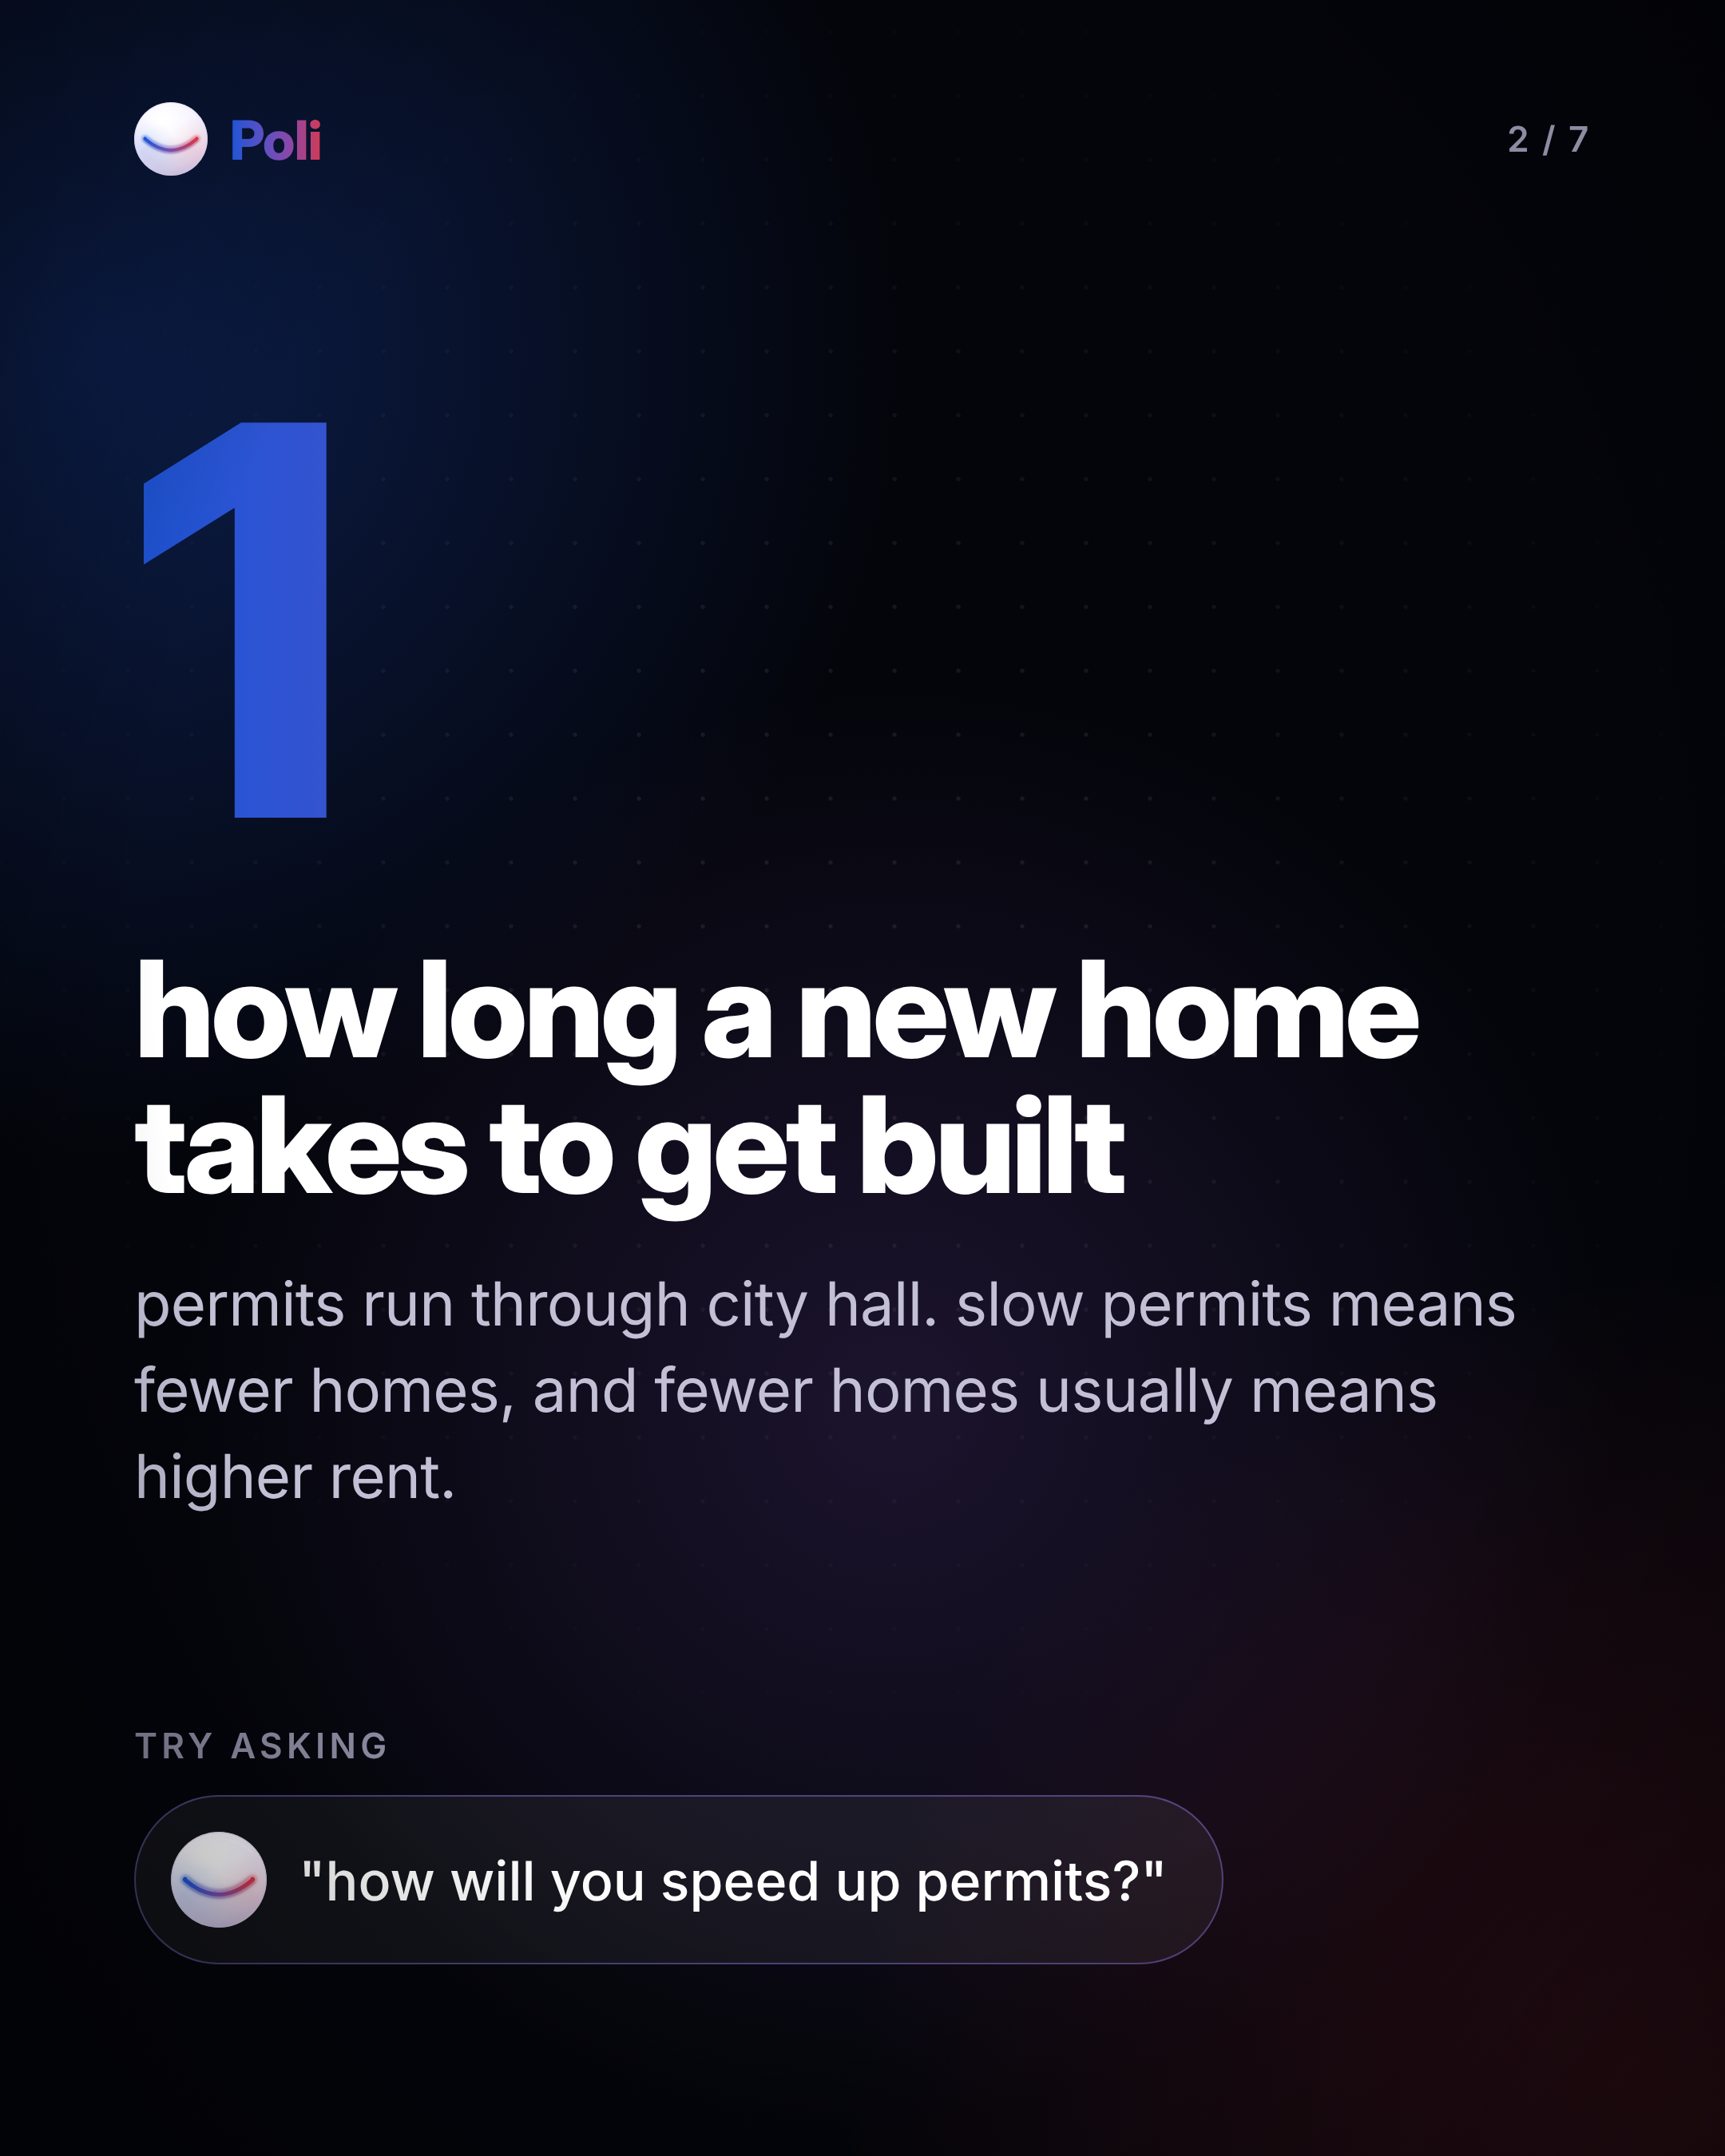 Poli
2 / 7
1
how long a new home
takes to get built
permits run through city hall. slow permits means
fewer homes, and fewer homes usually means
higher rent.
TRY ASKING
"how will you speed up permits?"